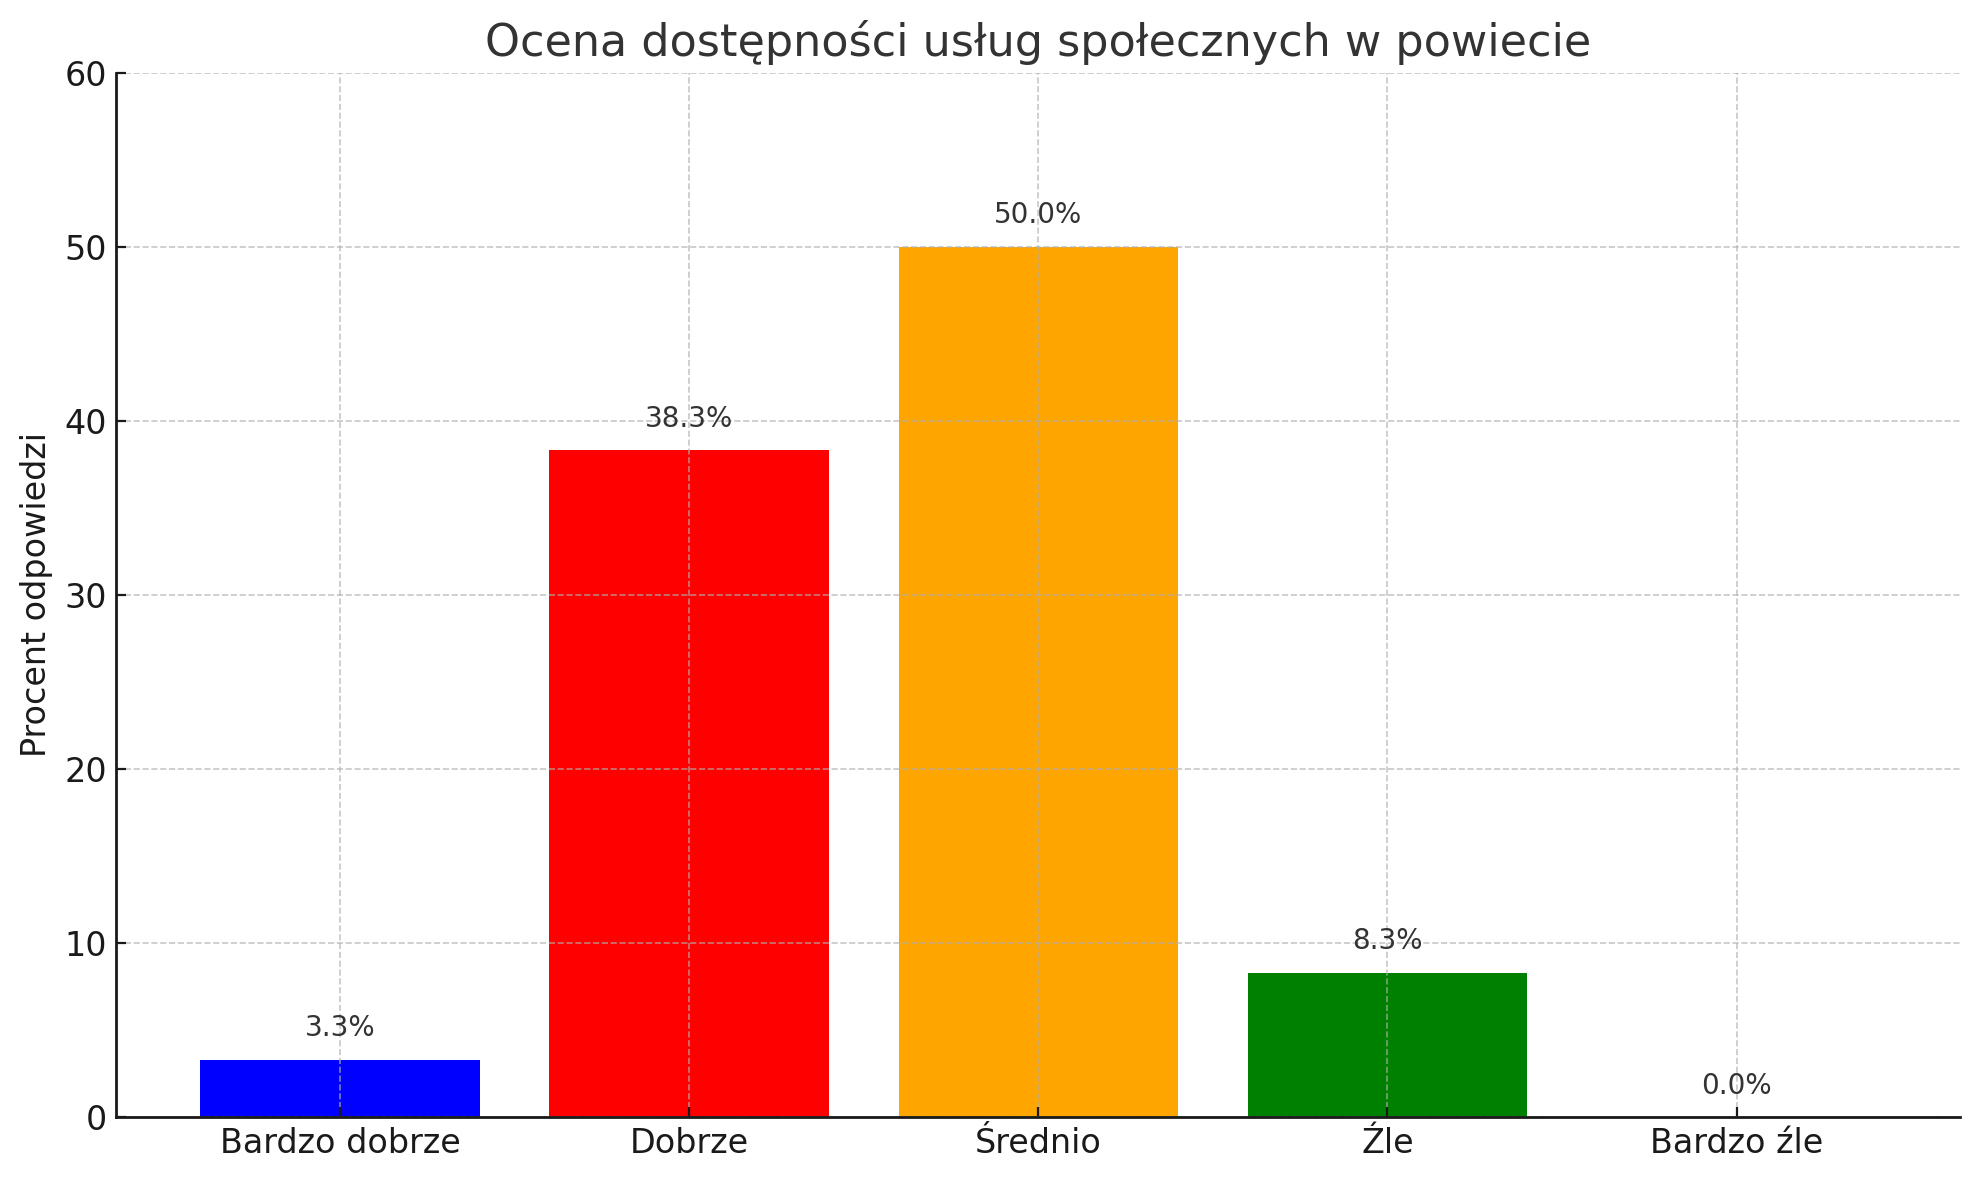 Ocena dostępności usług społecznych w powiecie
Procent odpowiedzi
60
50
40
30
20
10
0
50.0%
38.3%
8.3%
3.3%
0.0%
Bardzo dobrze
Dobrze
Średnio
Źle
Bardzo źle